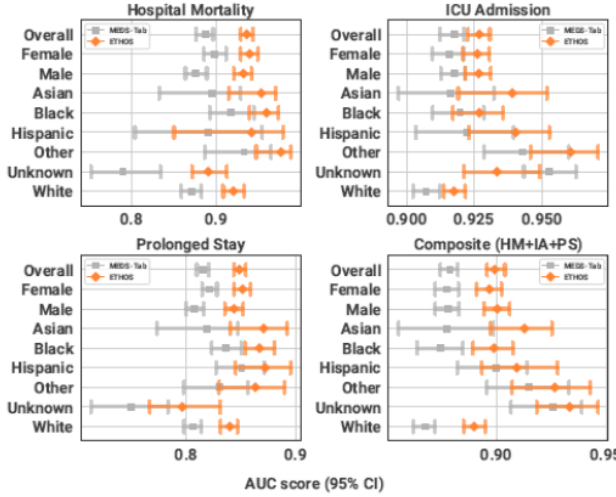 Hospital Mortality
MEDS-Tab
ETHOS
Overall
Female
Male
Asian
Black
Hispanic
Other
Unknown
White
0.8
0.9
ICU Admission
MEDS-Tab
ETHOS
Overall
Female
Male
Asian
Black
Hispanic
Other
Unknown
White
0.900
0.925
0.950
Prolonged Stay
MEDS-Tab
ETHOS
Overall
Female
Male
Asian
Black
Hispanic
Other
Unknown
White
0.8
0.9
Composite (HM+IA+PS)
MEDS-Tab
ETHOS
Overall
Female
Male
Asian
Black
Hispanic
Other
Unknown
White
0.90
0.95
AUC score (95% CI)